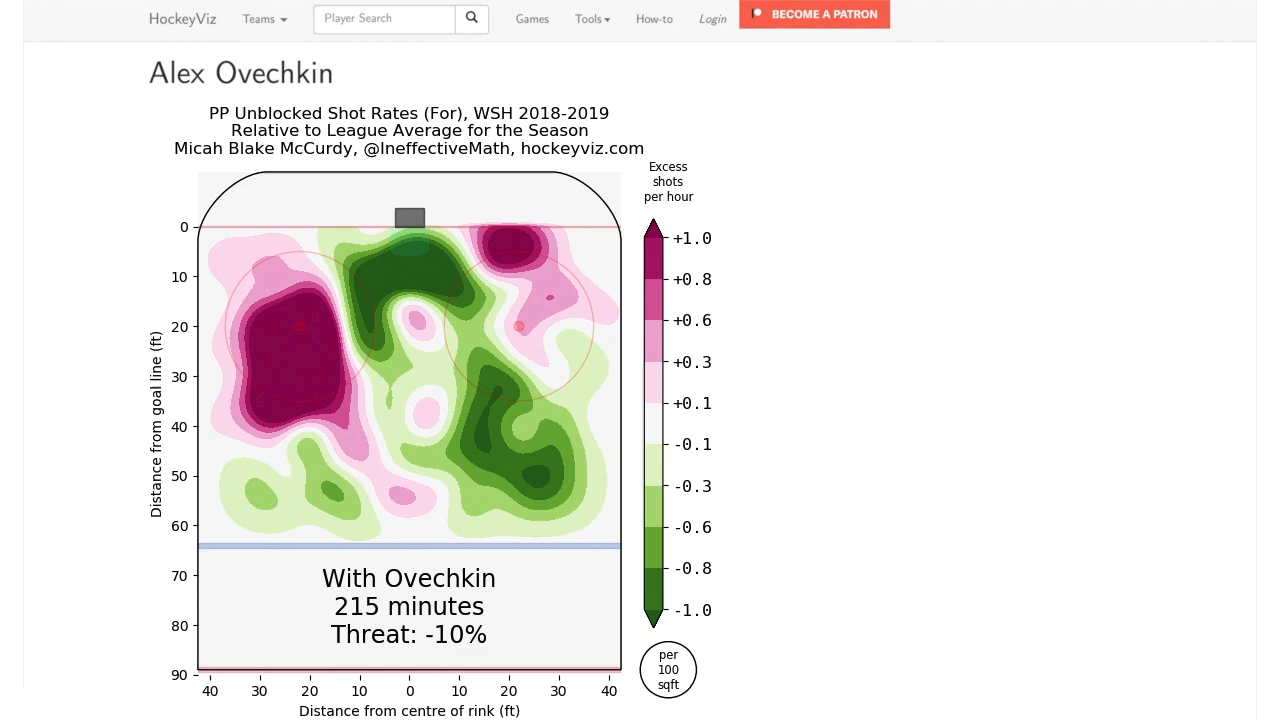 HockeyViz Teams Player Search Games Tools How-to Login BECOME A PATRON
Alex Ovechkin
PP Unblocked Shot Rates (For), WSH 2018-2019
Relative to League Average for the Season
Micah Blake McCurdy, @IneffectiveMath, hockeyviz.com
Excess
shots
per hour
+1.0
+0.8
+0.6
+0.3
+0.1
-0.1
-0.3
-0.6
-0.8
-1.0
per
100
sqft
Distance from goal line (ft)
0
10
20
30
40
50
60
70
80
90
With Ovechkin
215 minutes
Threat: -10%
40 30 20 10 0 10 20 30 40
Distance from centre of rink (ft)